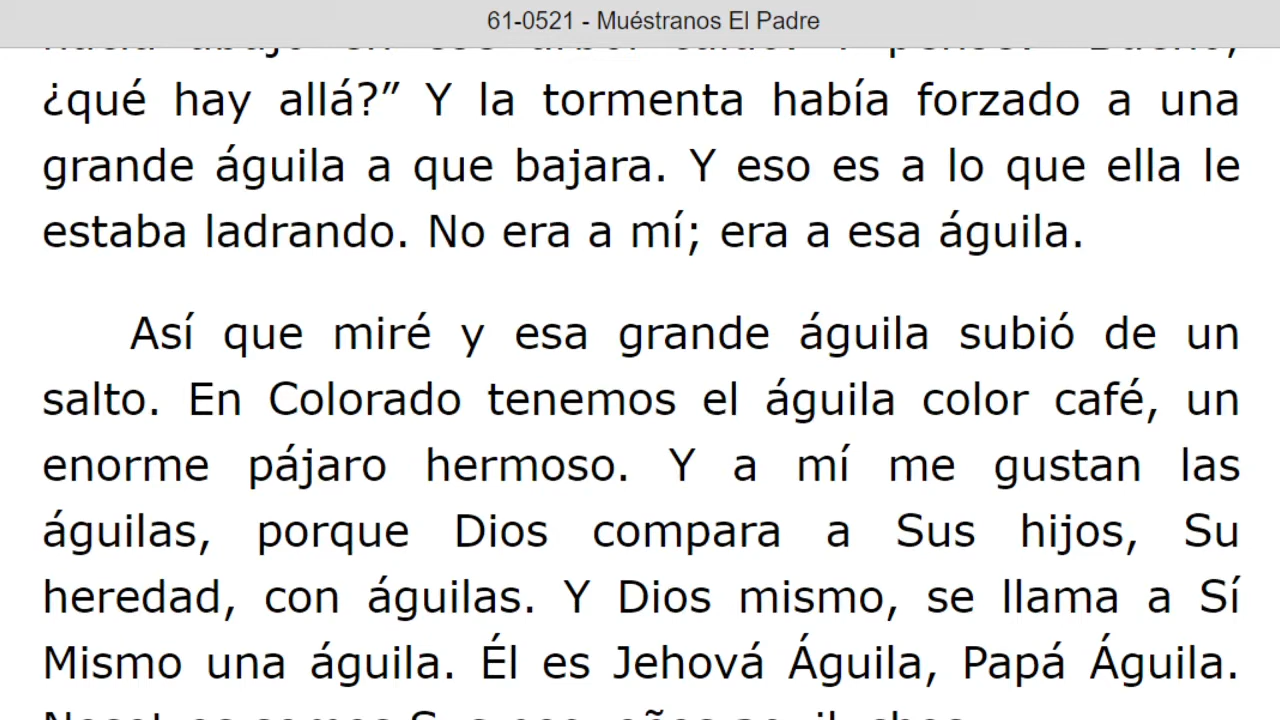 61-0521 - Muéstranos El Padre
¿qué hay allá?” Y la tormenta había forzado a una
grande águila a que bajara. Y eso es a lo que ella le
estaba ladrando. No era a mí; era a esa águila.
Así que miré y esa grande águila subió de un
salto. En Colorado tenemos el águila color café, un
enorme pájaro hermoso. Y a mí me gustan las
águilas, porque Dios compara a Sus hijos, Su
heredad, con águilas. Y Dios mismo, se llama a Sí
Mismo una águila. Él es Jehová Águila, Papá Águila.